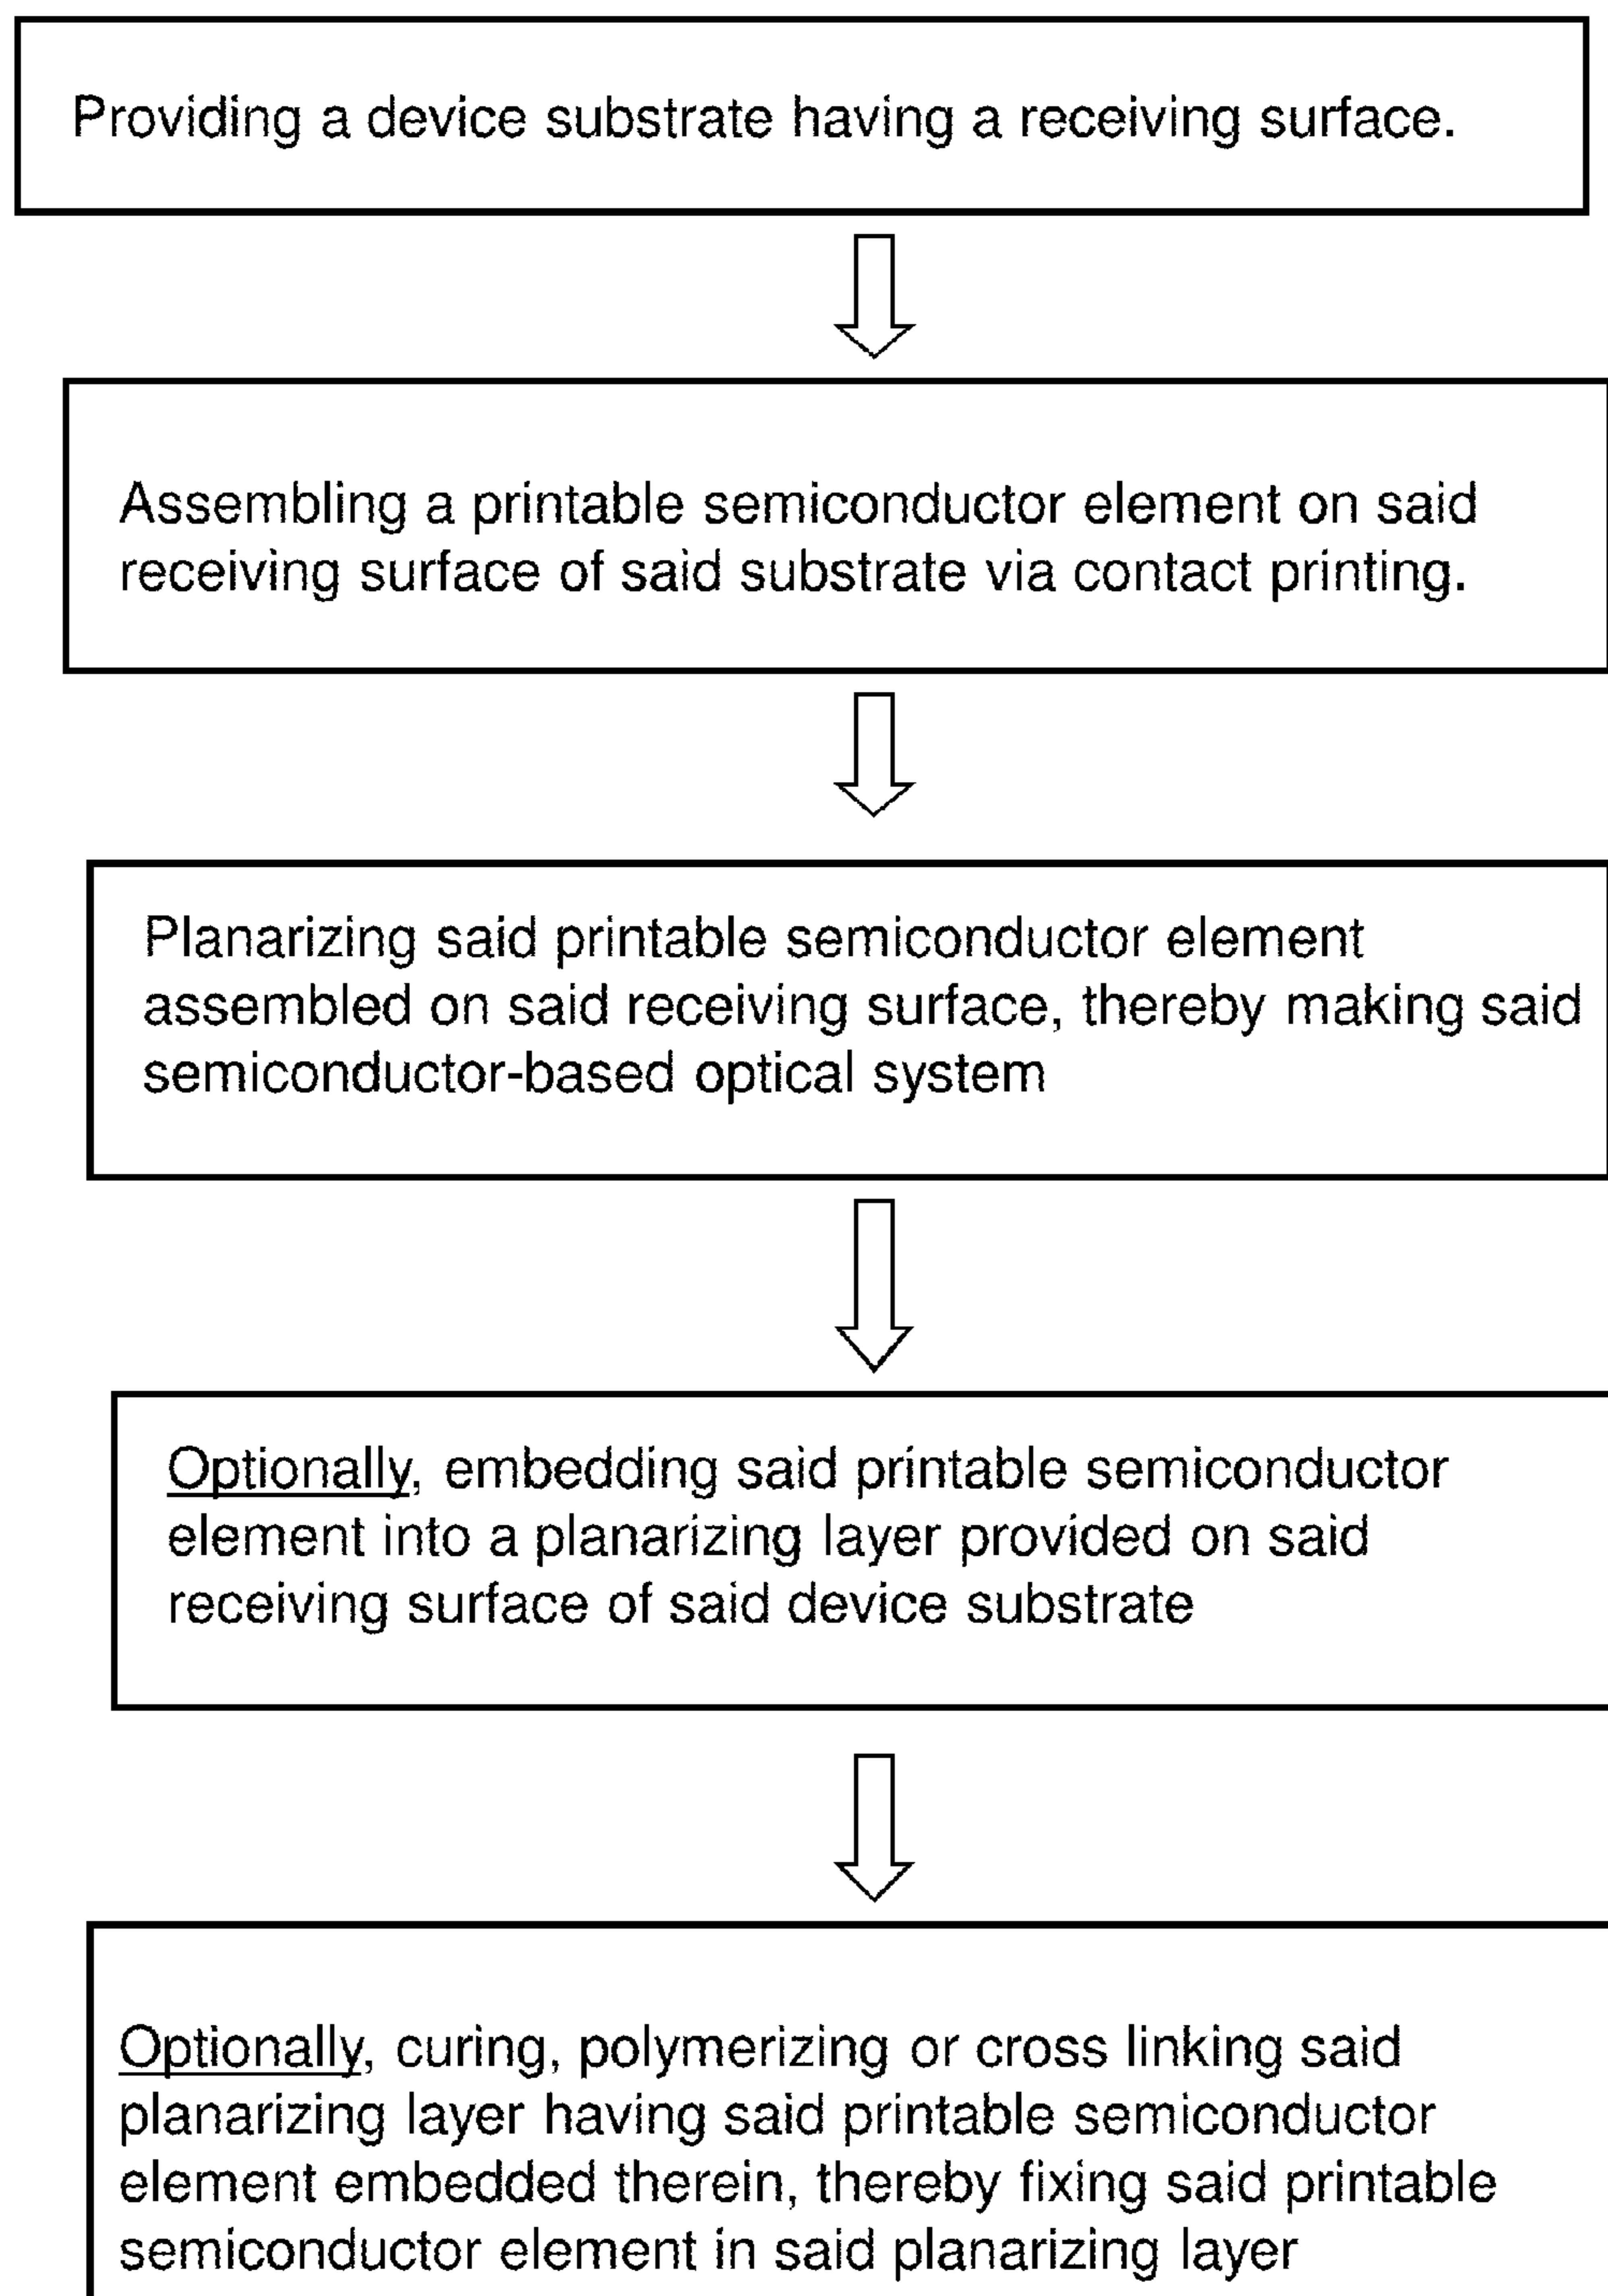 Providing a device substrate having a receiving surface.
Assembling a printable semiconductor element on said
receiving surface of said substrate via contact printing.
Planarizing said printable semiconductor element
assembled on said receiving surface, thereby making said
semiconductor-based optical system
Optionally, embedding said printable semiconductor
element into a planarizing layer provided on said
receiving surface of said device substrate
Optionally, curing, polymerizing or cross linking said
planarizing layer having said printable semiconductor
element embedded therein, thereby fixing said printable
semiconductor element in said planarizing layer